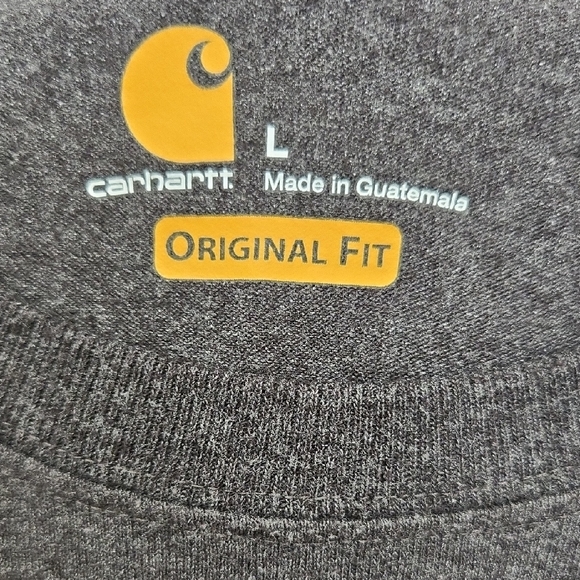 L
carhartt
Made in Guatemala
ORIGINAL FIT